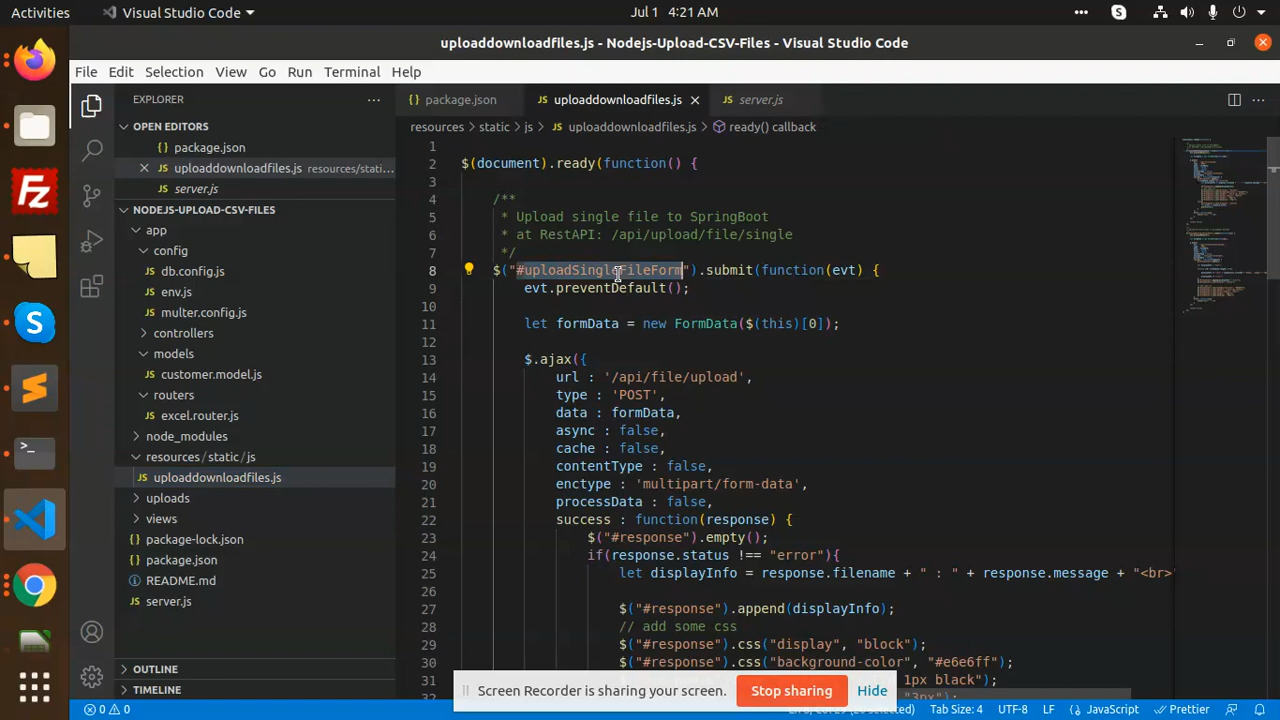 Activities
Visual Studio Code
Jul 1 4:21 AM
uploaddownloadfiles.js - Nodejs-Upload-CSV-Files - Visual Studio Code
File Edit Selection View Go Run Terminal Help
EXPLORER
package.json
uploaddownloadfiles.js
server.js
resources > static > js > JS uploaddownloadfiles.js > ready() callback
OPEN EDITORS
JS package.json
JS uploaddownloadfiles.js resources/stati...
JS server.js
NODEJS-UPLOAD-CSV-FILES
app
config
JS db.config.js
JS env.js
JS multer.config.js
controllers
models
JS customer.model.js
routers
JS excel.router.js
node_modules
resources/static/js
JS uploaddownloadfiles.js
uploads
views
package-lock.json
package.json
README.md
JS server.js
OUTLINE
TIMELINE
1
2 $(document).ready(function() {
3
4 /**
5 * Upload single file to SpringBoot
6 * at RestAPI: /api/upload/file/single
7
8 $("#uploadSingleFileForm").submit(function(evt) {
9 evt.preventDefault();
10
11 let formData = new FormData($(this)[0]);
12
13 $.ajax({
14 url : '/api/file/upload',
15 type : 'POST',
16 data : formData,
17 async : false,
18 cache : false,
19 contentType : false,
20 enctype : 'multipart/form-data',
21 processData : false,
22 success : function(response) {
23 $("#response").empty();
24 if(response.status !== "error"){
25 let displayInfo = response.filename + " : " + response.message + "<br>"
26
27 $("#response").append(displayInfo);
28 // add some css
29 $("#response").css("display", "block");
30 $("#response").css("background-color", "#e6e6ff");
31 1px black");
32 "3px");
Screen Recorder is sharing your screen. Stop sharing Hide
0 0
Tab Size: 4 UTF-8 LF JavaScript Prettier